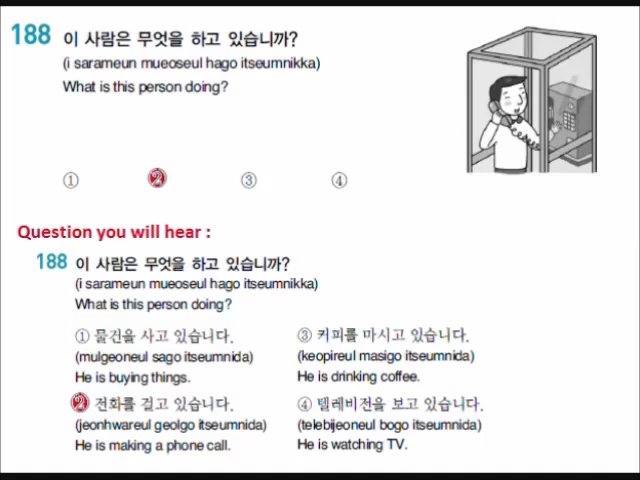 188 이 사람은 무엇을 하고 있습니까?
(i sarameun mueoseul hago itseumnikka)
What is this person doing?
① ② ③ ④
Question you will hear :
188 이 사람은 무엇을 하고 있습니까?
(i sarameun mueoseul hago itseumnikka)
What is this person doing?
① 물건을 사고 있습니다.
(mulgeoneul sago itseumnida)
He is buying things.
② 전화를 걸고 있습니다.
(jeonhwareul geolgo itseumnida)
He is making a phone call.
③ 커피를 마시고 있습니다.
(keopireul masigo itseumnida)
He is drinking coffee.
④ 텔레비전을 보고 있습니다.
(telebijeoneul bogo itseumnida)
He is watching TV.